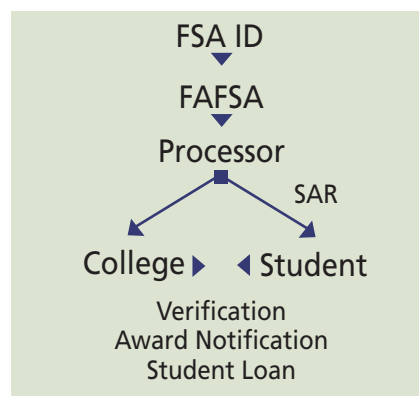 FSA ID
FAFSA
Processor
SAR
College
Student
Verification
Award Notification
Student Loan